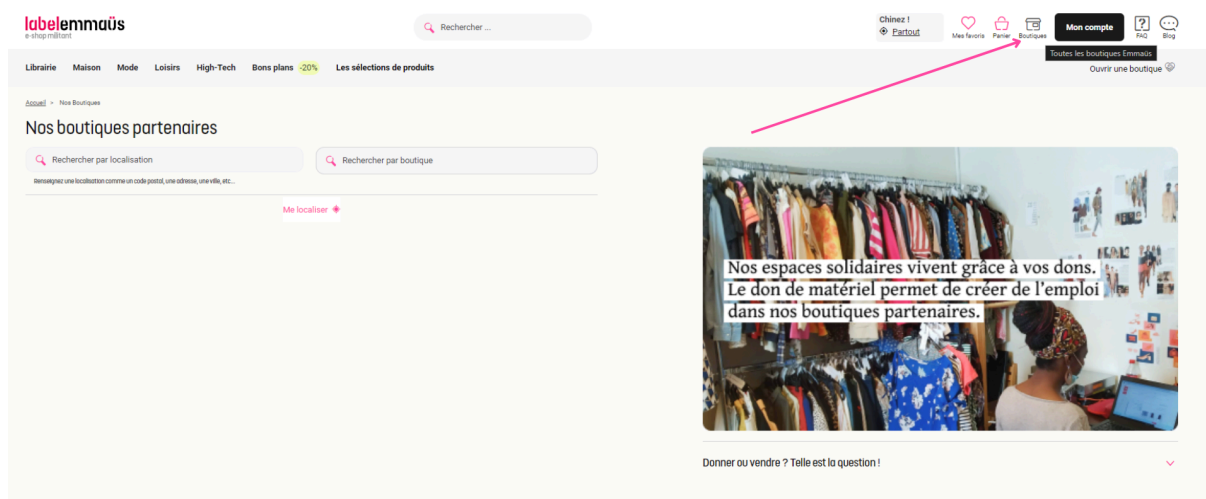 labelemmaüs
e-shop militant
Rechercher ...
Chinez !
Partout
Mes favoris
Panier
Boutiques
Mon compte
FAQ
Blog
Toutes les boutiques Emmaüs
Librairie Maison Mode Loisirs High-Tech Bons plans -20% Les sélections de produits
Ouvrir une boutique
Accueil > Nos Boutiques
Nos boutiques partenaires
Rechercher par localisation
Rechercher par boutique
Renseignez une localisation comme un code postal, une adresse, une ville, etc...
Me localiser
Nos espaces solidaires vivent grâce à vos dons.
Le don de matériel permet de créer de l'emploi
dans nos boutiques partenaires.
Donner ou vendre ? Telle est la question !